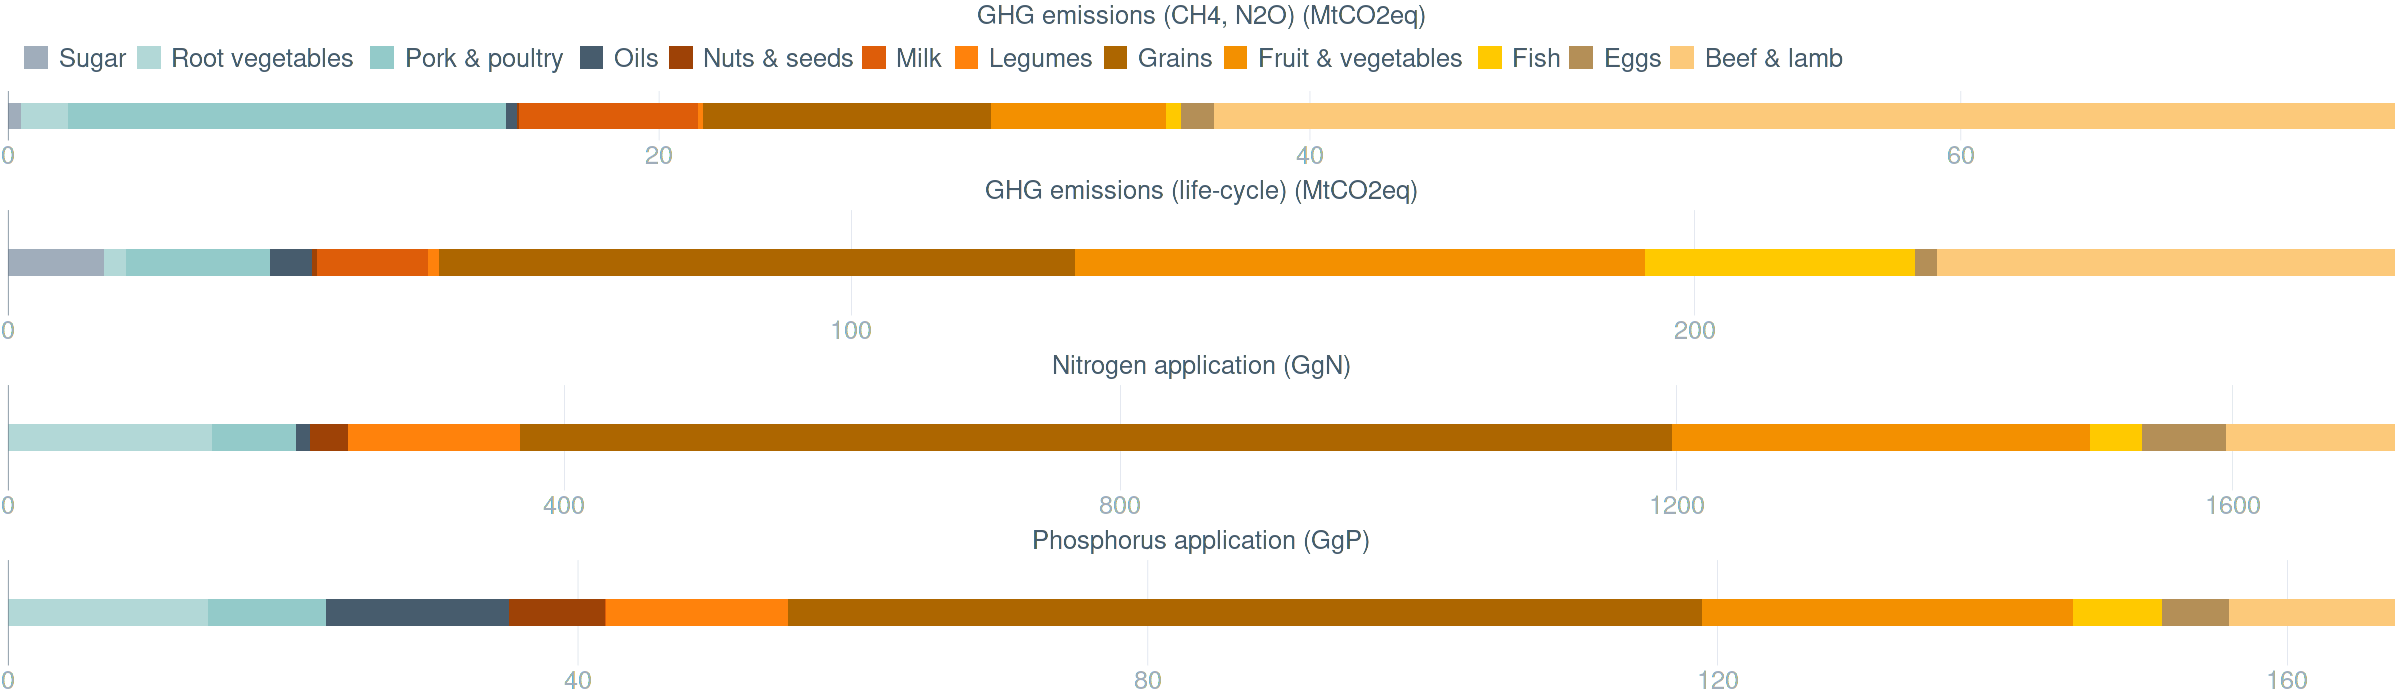 GHG emissions (CH4, N2O) (MtCO2eq)
Sugar Root vegetables Pork & poultry Oils Nuts & seeds Milk Legumes Grains Fruit & vegetables Fish Eggs Beef & lamb
0 20 40 60
GHG emissions (life-cycle) (MtCO2eq)
0 100 200
Nitrogen application (GgN)
0 400 800 1200 1600
Phosphorus application (GgP)
0 40 80 120 160